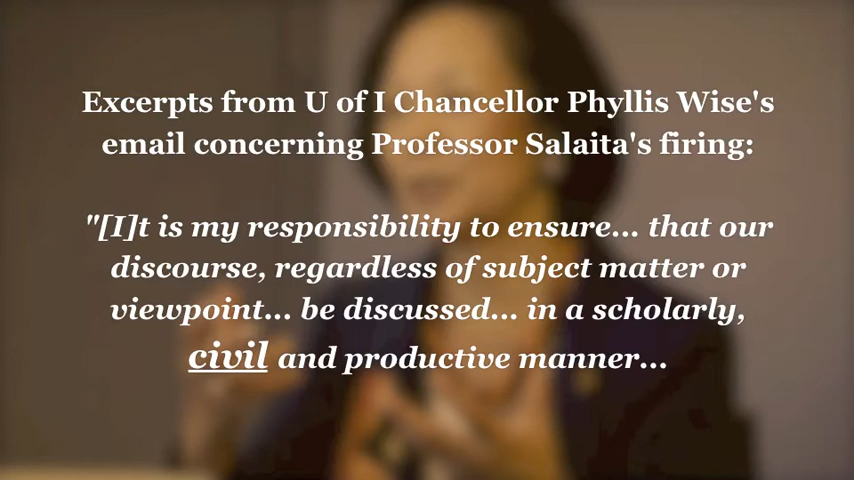 Excerpts from U of I Chancellor Phyllis Wise's
email concerning Professor Salaita's firing:
"[I]t is my responsibility to ensure... that our
discourse, regardless of subject matter or
viewpoint... be discussed... in a scholarly,
civil and productive manner...